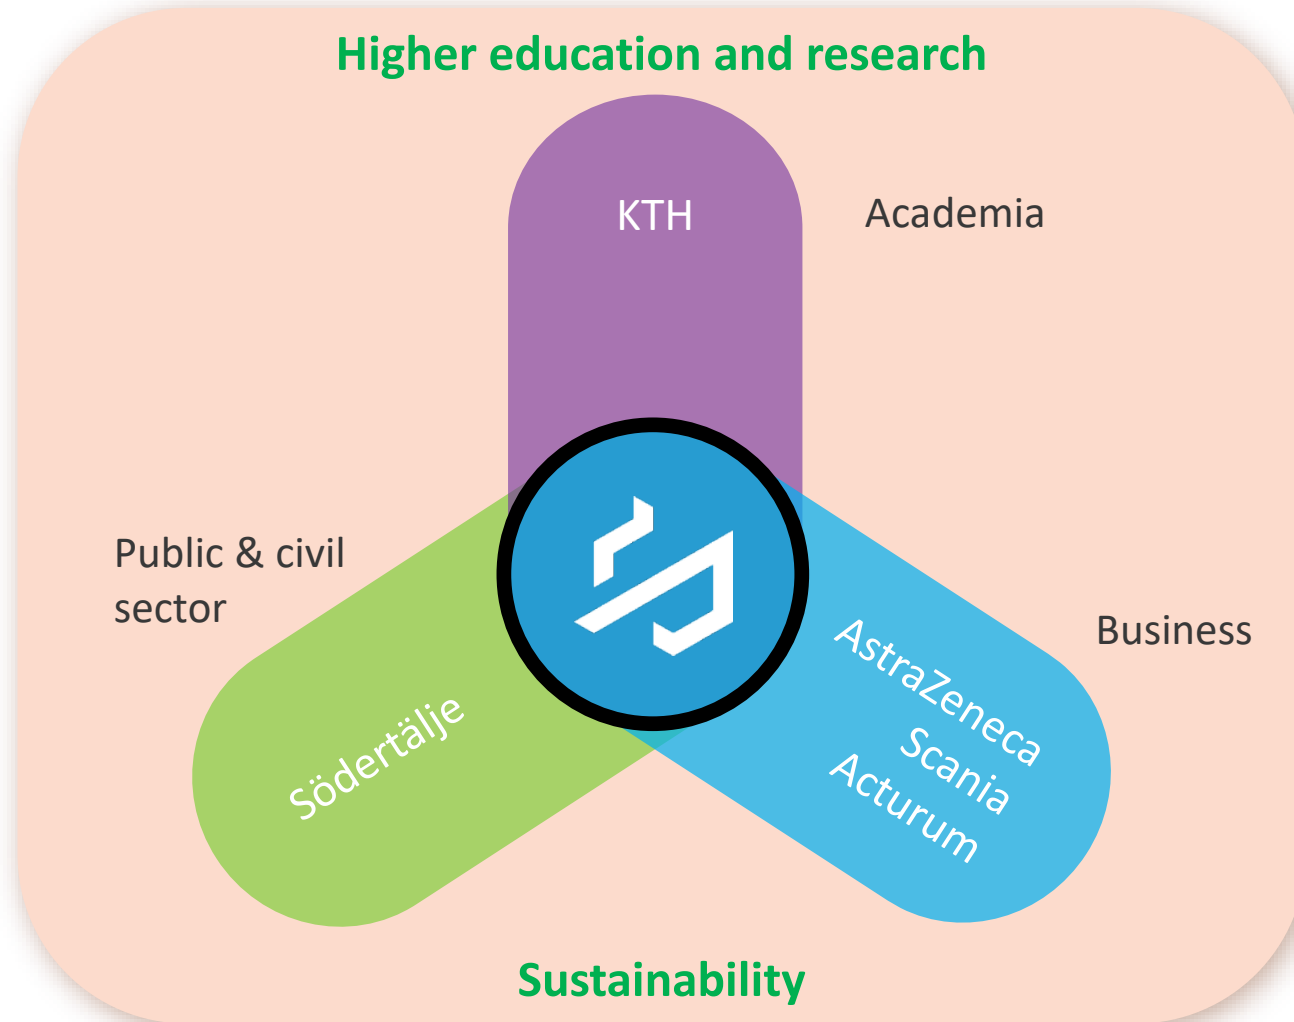 Higher education and research
KTH
Academia
Public & civil
sector
Business
AstraZeneca
Scania
Acturum
Södertälje
Sustainability